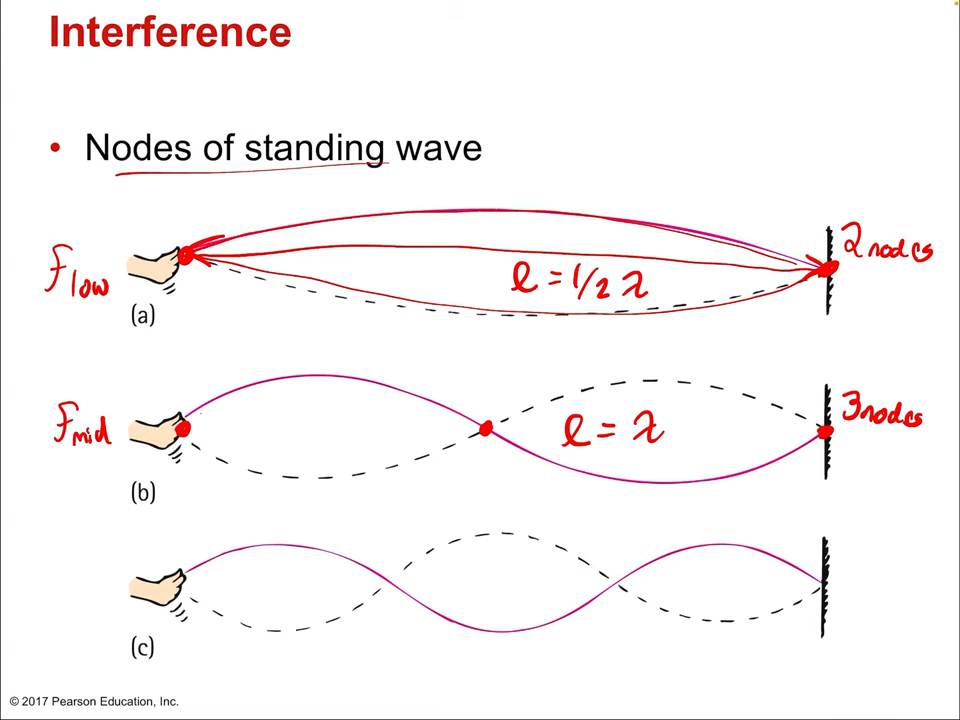 Interference
• Nodes of standing wave
f low
2 nodes
l = 1/2 λ
(a)
f mid
3 nodes
l = λ
(b)
(c)
© 2017 Pearson Education, Inc.